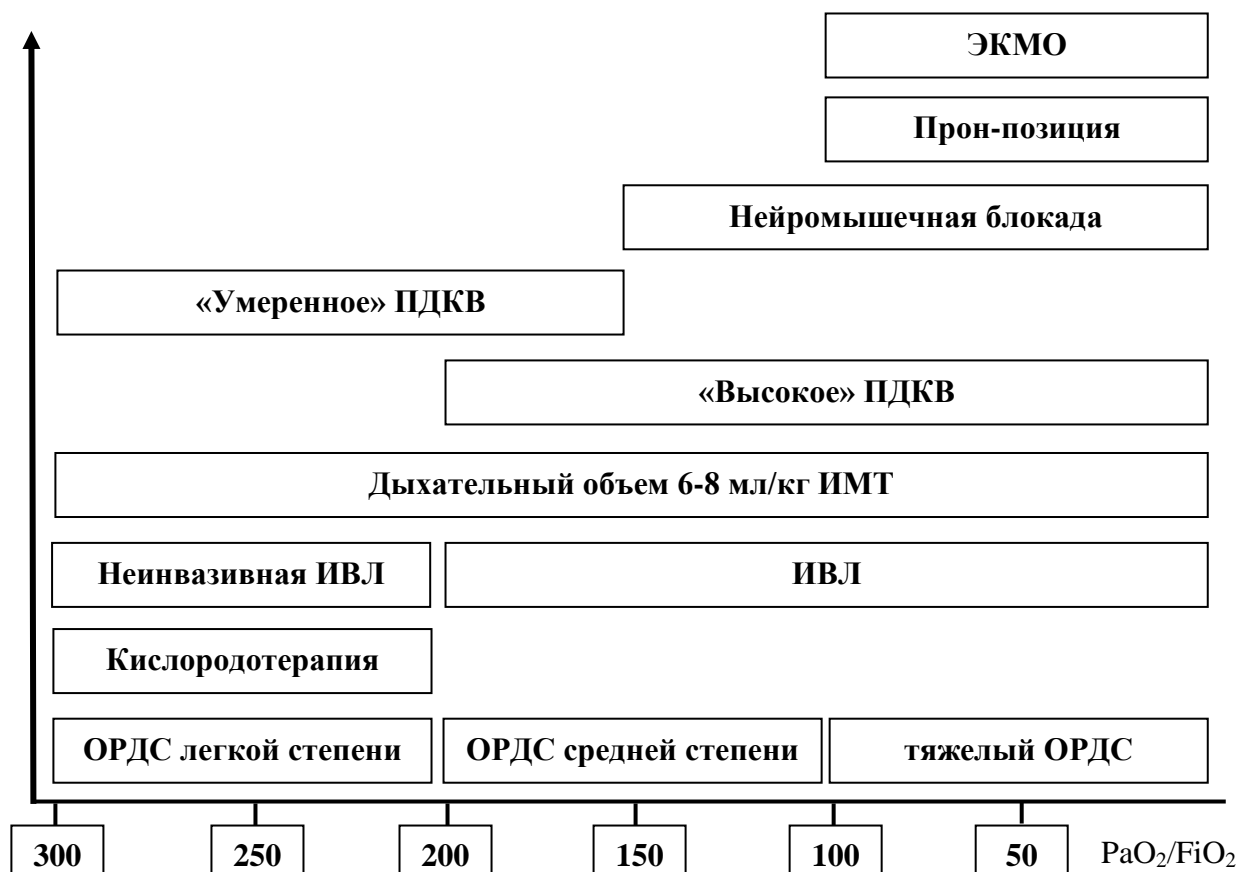 ЭКМО
Прон-позиция
Нейромышечная блокада
«Умеренное» ПДКВ
«Высокое» ПДКВ
Дыхательный объем 6-8 мл/кг ИМТ
Неинвазивная ИВЛ
ИВЛ
Кислородотерапия
ОРДС легкой степени
ОРДС средней степени
тяжелый ОРДС
300
250
200
150
100
50
PaO₂/FiO₂